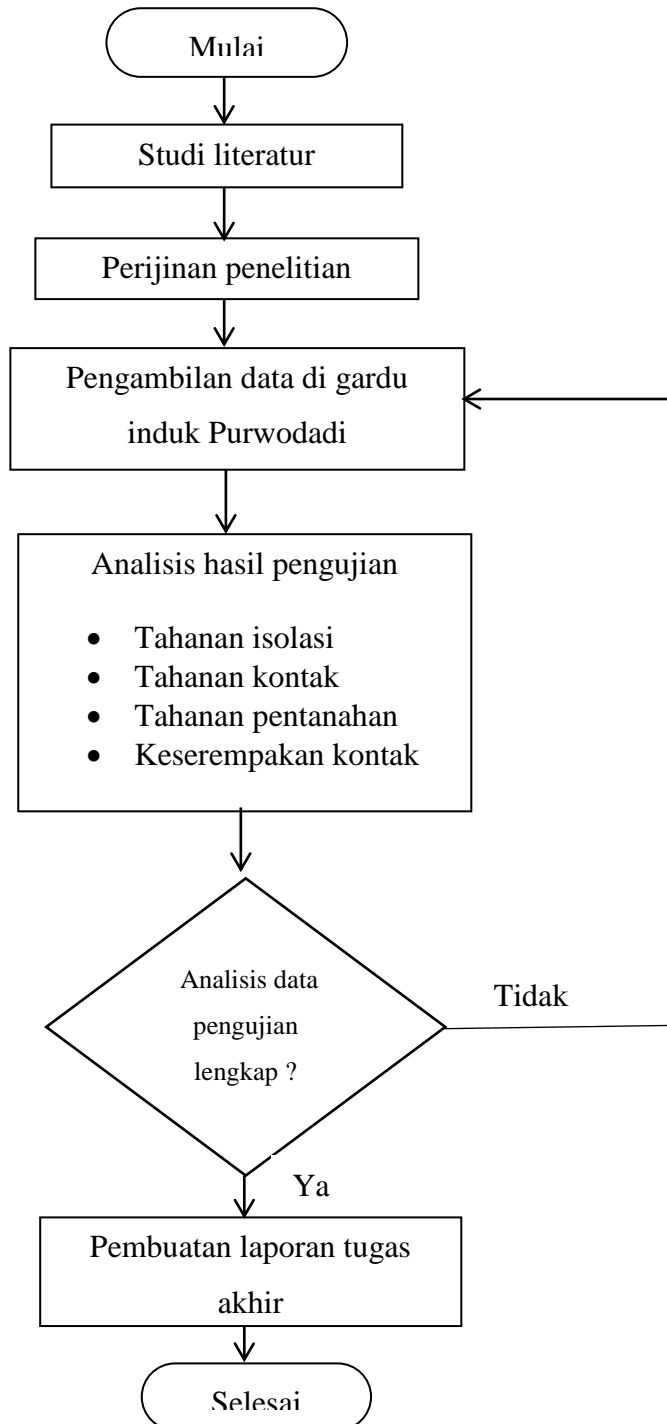 Mulai
Studi literatur
Perijinan penelitian
Pengambilan data di gardu
induk Purwodadi
Analisis hasil pengujian
• Tahanan isolasi
• Tahanan kontak
• Tahanan pentanahan
• Keserempakan kontak
Analisis data
pengujian
lengkap ?
Tidak
Ya
Pembuatan laporan tugas
akhir
Selesai